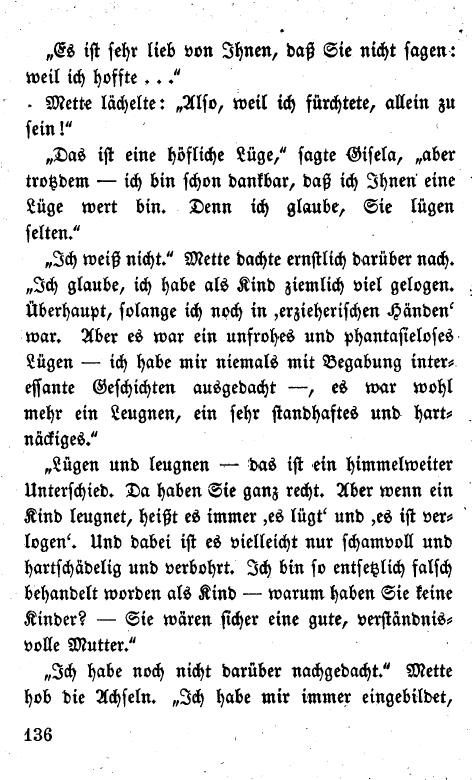 „Es ist sehr lieb von Ihnen, daß Sie nicht sagen:
weil ich hoffte . . .“
Mette lächelte: „Also, weil ich fürchtete, allein zu
sein!“
„Das ist eine höfliche Lüge,“ sagte Gisela, „aber
trotzdem — ich bin schon dankbar, daß ich Ihnen eine
Lüge wert bin. Denn ich glaube, Sie lügen
selten.“
„Ich weiß nicht.“ Mette dachte ernstlich darüber nach.
„Ich glaube, ich habe als Kind ziemlich viel gelogen.
Überhaupt, solange ich noch in ‚erzieherischen Händen‘
war. Aber es war ein unfrohes und phantasieloses
Lügen — ich habe mir niemals mit Begabung inter-
essante Geschichten ausgedacht —, es war wohl
mehr ein Leugnen, ein sehr standhaftes und hart-
näckiges.“
„Lügen und leugnen — das ist ein himmelweiter
Unterschied. Da haben Sie ganz recht. Aber wenn ein
Kind leugnet, heißt es immer ‚es lügt‘ und ‚es ist ver-
logen‘. Und dabei ist es vielleicht nur schamvoll und
hartschädelig und verbohrt. Ich bin so entsetzlich falsch
behandelt worden als Kind — warum haben Sie keine
Kinder? — Sie wären sicher eine gute, verständnis-
volle Mutter.“
„Ich habe noch nicht darüber nachgedacht.“ Mette
hob die Achseln. „Ich habe mir immer eingebildet,
136